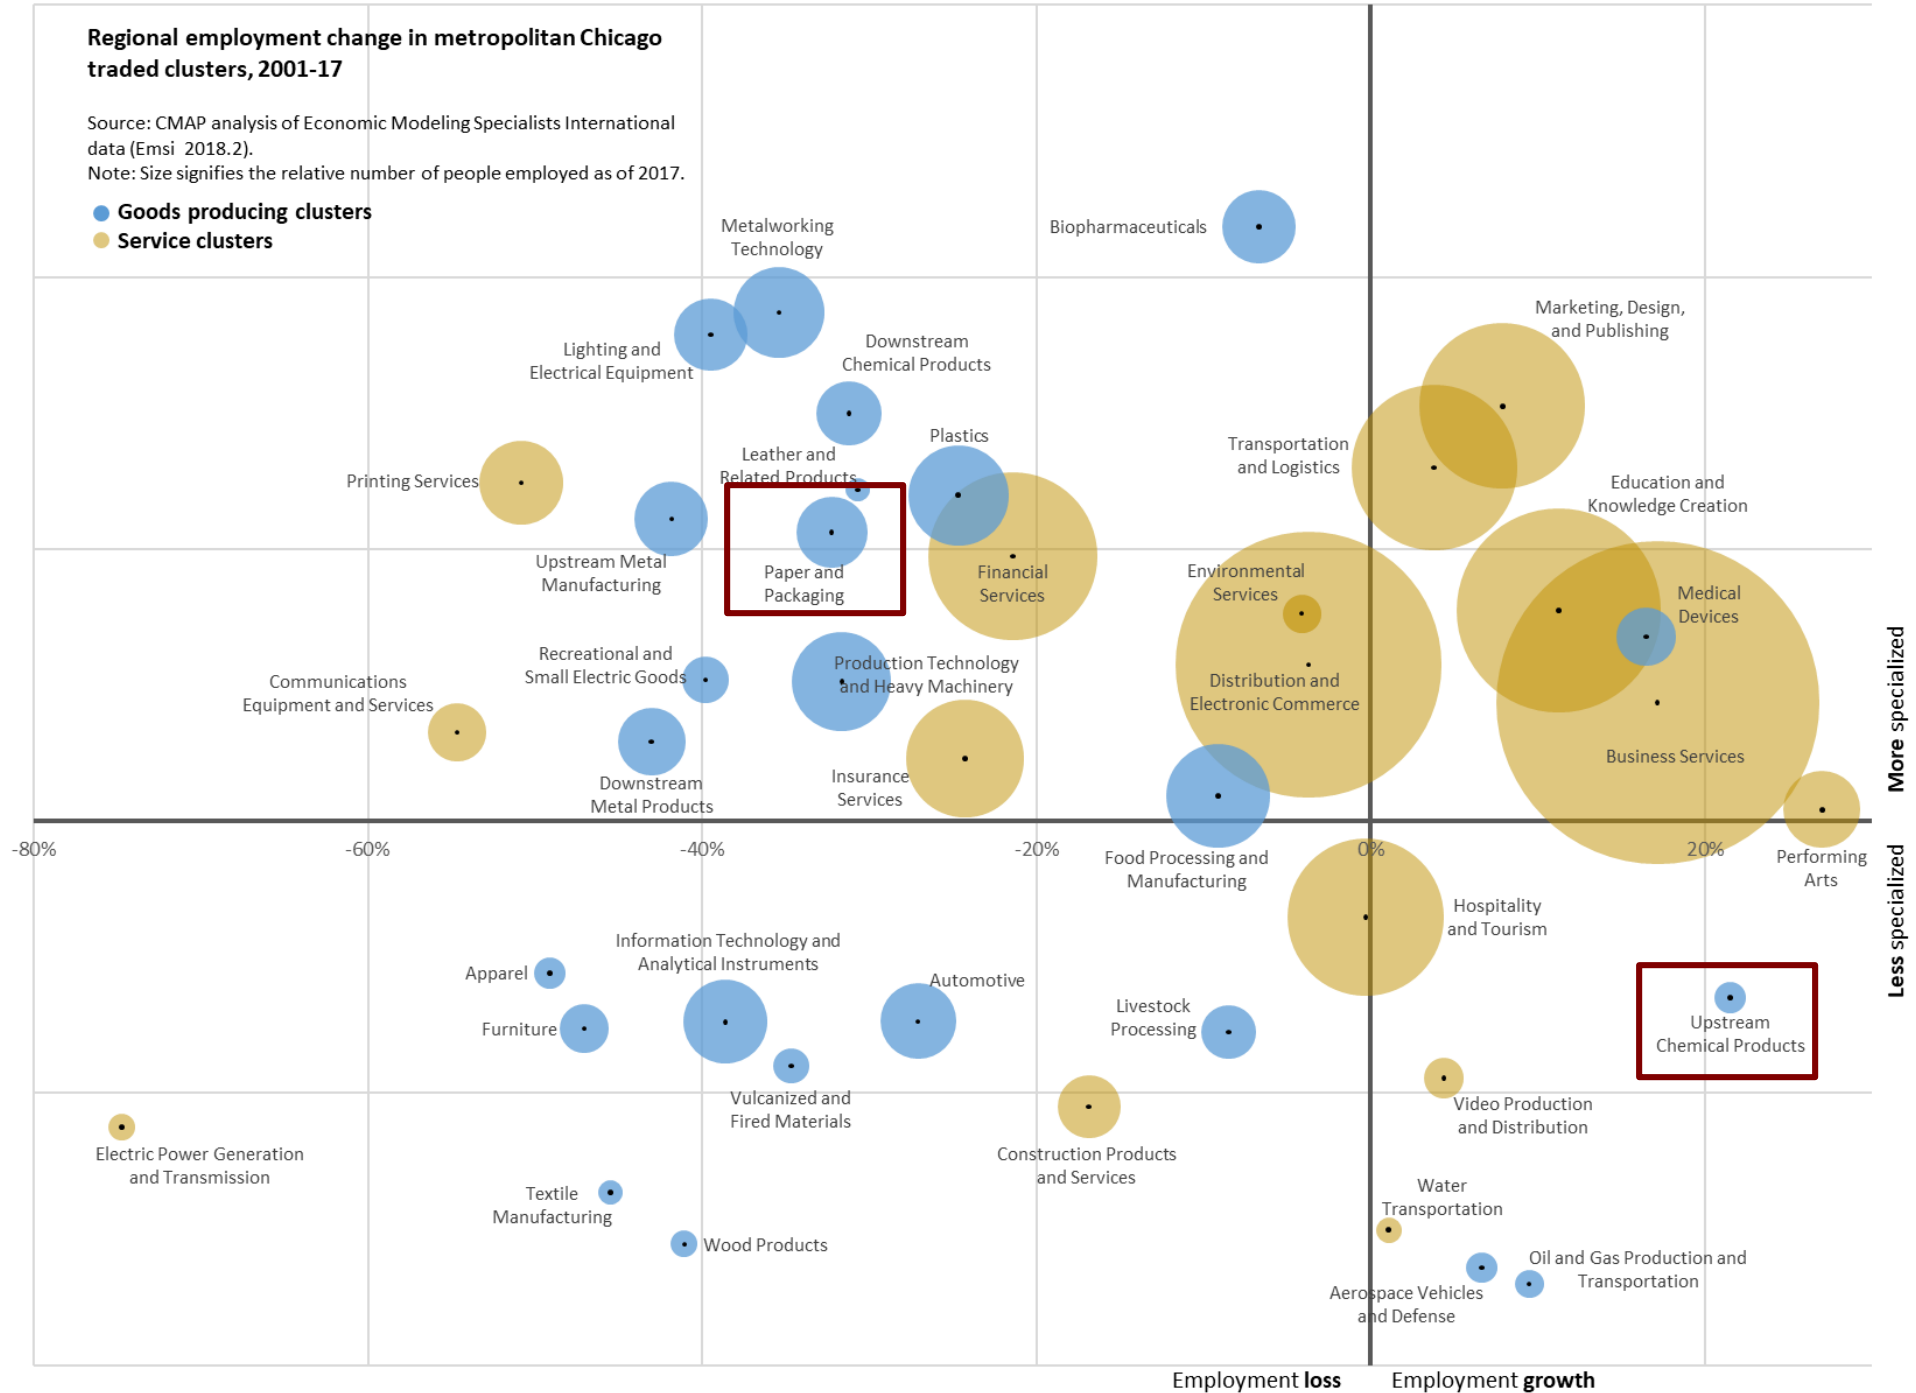 Regional employment change in metropolitan Chicago
traded clusters, 2001-17
Source: CMAP analysis of Economic Modeling Specialists International
data (Emsi 2018.2).
Note: Size signifies the relative number of people employed as of 2017.
Goods producing clusters
Service clusters
Metalworking
Technology
Biopharmaceuticals
Lighting and
Electrical Equipment
Downstream
Chemical Products
Marketing, Design,
and Publishing
Plastics
Leather and
Related Products
Transportation
and Logistics
Printing Services
Education and
Knowledge Creation
Upstream Metal
Manufacturing
Paper and
Packaging
Financial
Services
Environmental
Services
Medical
Devices
Recreational and
Small Electric Goods
Production Technology
and Heavy Machinery
Communications
Equipment and Services
Distribution and
Electronic Commerce
Business Services
Downstream
Metal Products
Insurance
Services
More specialized
-80%
-60%
-40%
-20%
0%
20%
Food Processing and
Manufacturing
Performing
Arts
Less specialized
Hospitality
and Tourism
Information Technology and
Analytical Instruments
Apparel
Automotive
Furniture
Livestock
Processing
Upstream
Chemical Products
Vulcanized and
Fired Materials
Video Production
and Distribution
Electric Power Generation
and Transmission
Construction Products
and Services
Textile
Manufacturing
Water
Transportation
Wood Products
Oil and Gas Production and
Transportation
Aerospace Vehicles
and Defense
Employment loss
Employment growth